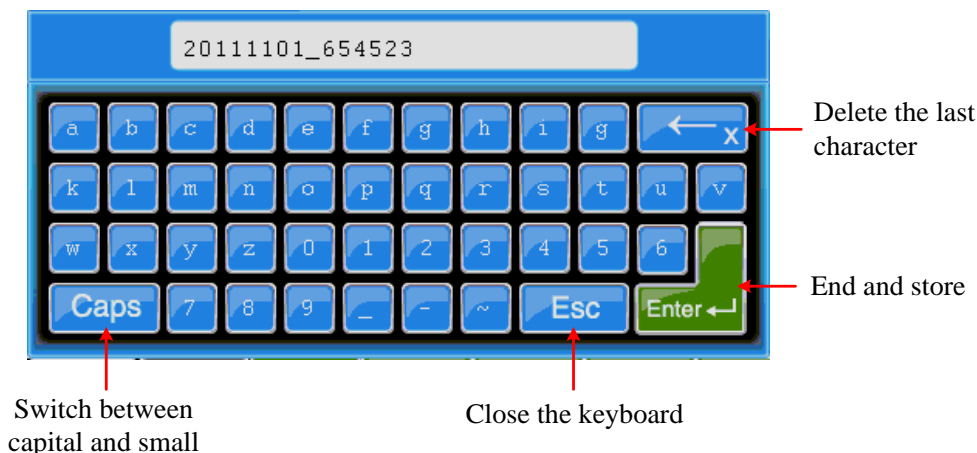 20111101_654523
a b c d e f g h i g ← x
k l m n o p q r s t u v
w x y z 0 1 2 3 4 5 6
Caps 7 8 9 _ - ~ Esc Enter ↵
Delete the last
character
End and store
Switch between
capital and small
Close the keyboard